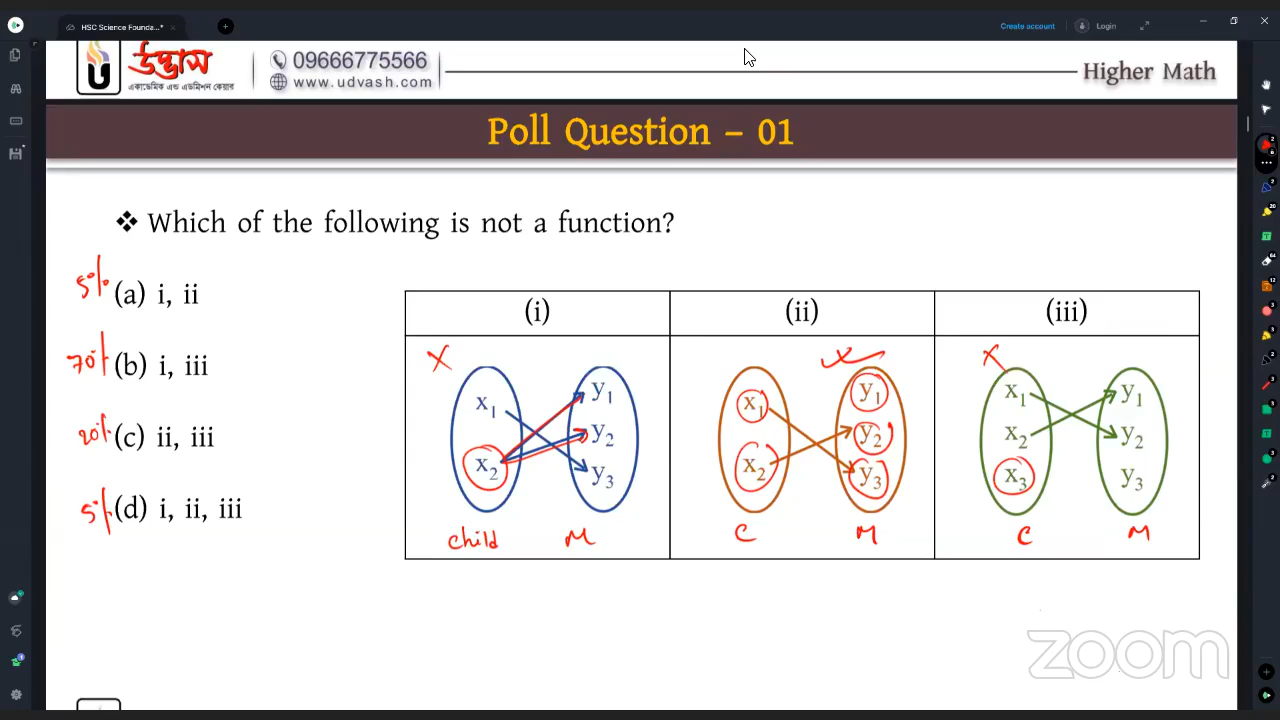 HSC Science Founda...*
Create account
Login
উদ্ভাস
একাডেমিক এন্ড এডমিশন কেয়ার
09666775566
www.udvash.com
Higher Math
Poll Question – 01
❖ Which of the following is not a function?
5% (a) i, ii
70% (b) i, iii
20% (c) ii, iii
5% (d) i, ii, iii
(i) (ii) (iii)
x₁ y₁
x₂ y₂
y₃
child M
x₁ y₁
x₂ y₂
y₃
C M
x₁ y₁
x₂ y₂
x₃ y₃
C M
zoom